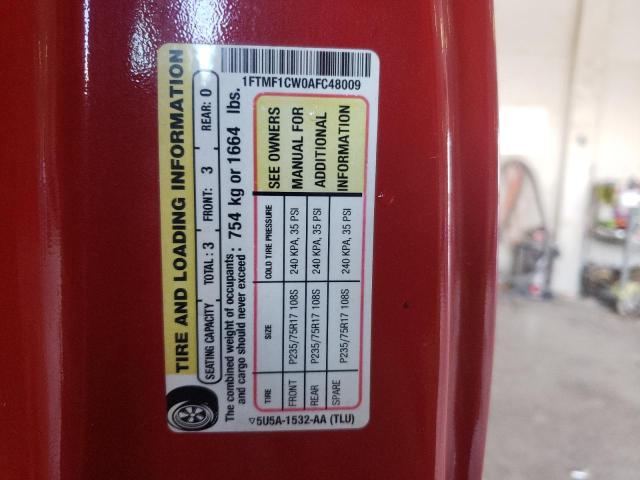 TIRE AND LOADING INFORMATION
SEATING CAPACITY TOTAL : 3 FRONT: 3 REAR: 0
The combined weight of occupants
and cargo should never exceed : 754 kg or 1664 lbs.
1FTMF1CW0AFC48009
TIRE SIZE COLD TIRE PRESSURE
FRONT P235/75R17 108S 240 KPA, 35 PSI
REAR P235/75R17 108S 240 KPA, 35 PSI
SPARE P235/75R17 108S 240 KPA, 35 PSI
SEE OWNERS
MANUAL FOR
ADDITIONAL
INFORMATION
▽5U5A-1532-AA (TLU)